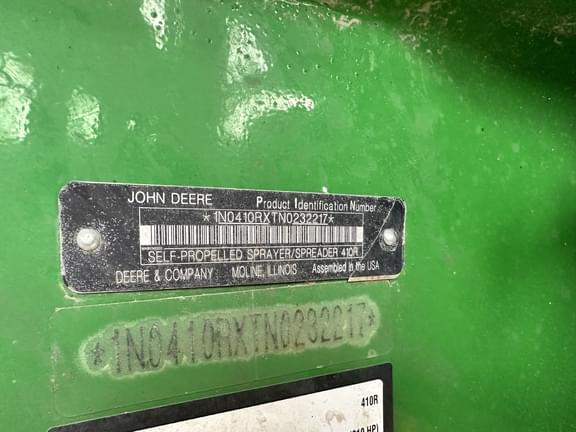 JOHN DEERE Product Identification Number
*1N0410RXTN0232217*
SELF-PROPELLED SPRAYER/SPREADER 410R
DEERE & COMPANY MOLINE, ILLINOIS Assembled in the USA
*1N0410RXTN0232217*
410R
HP)